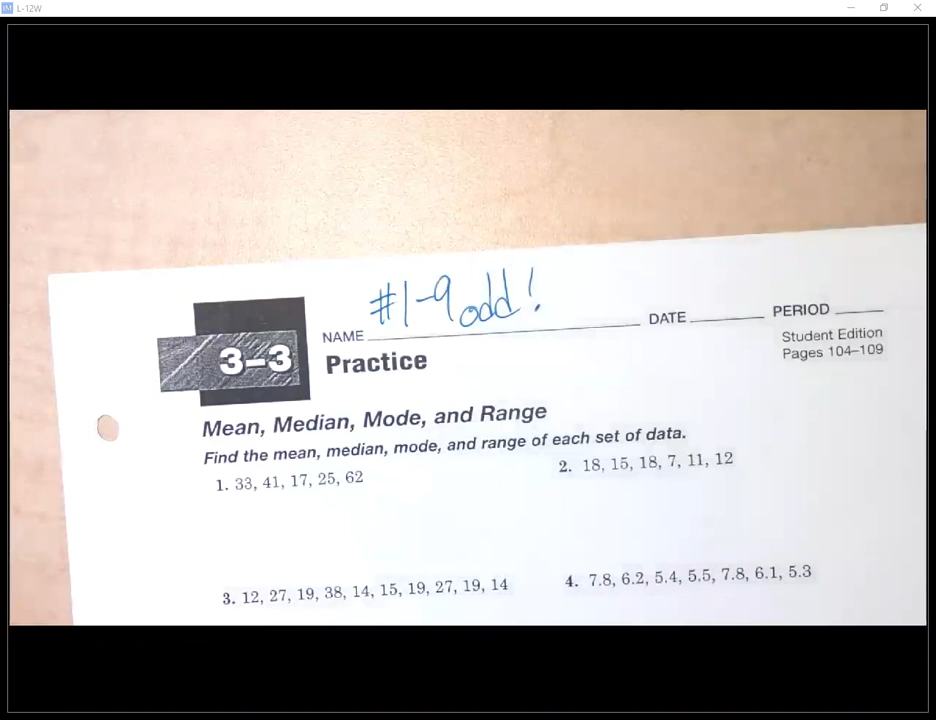 L-12W
#1-9 odd!
NAME
DATE
PERIOD
3-3
Practice
Student Edition
Pages 104–109
Mean, Median, Mode, and Range
Find the mean, median, mode, and range of each set of data.
1. 33, 41, 17, 25, 62
2. 18, 15, 18, 7, 11, 12
3. 12, 27, 19, 38, 14, 15, 19, 27, 19, 14
4. 7.8, 6.2, 5.4, 5.5, 7.8, 6.1, 5.3